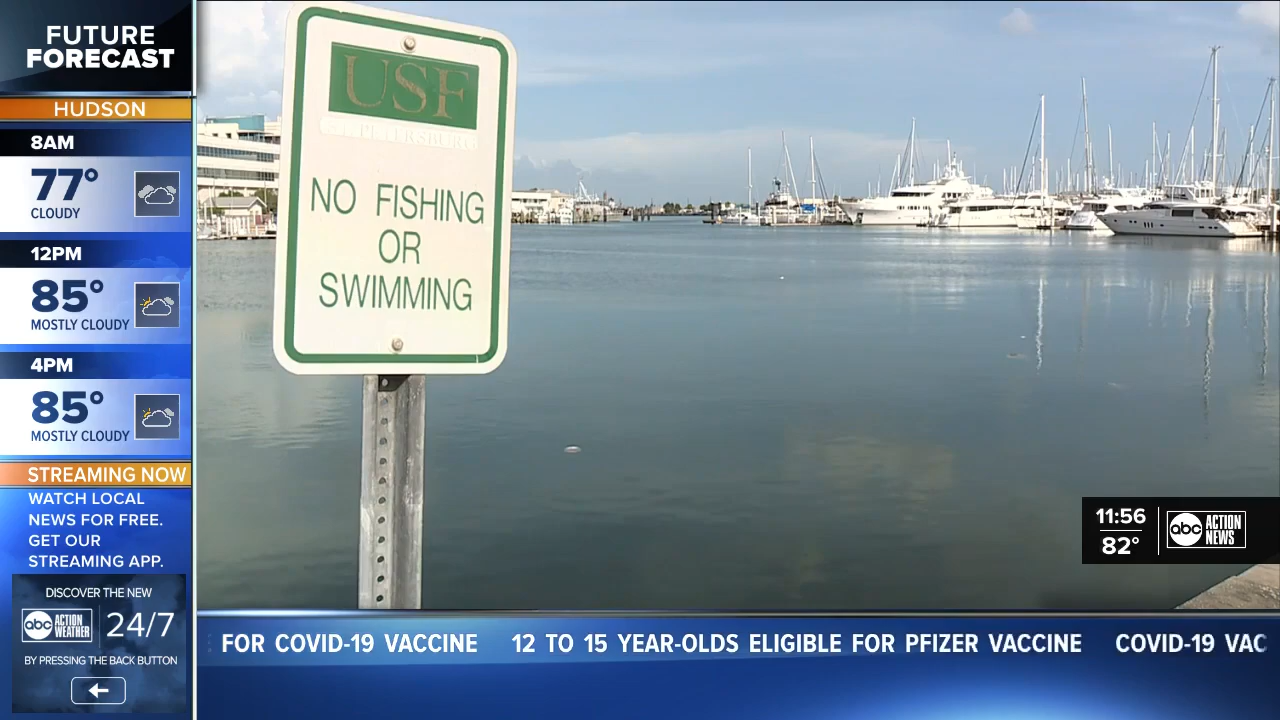 FUTURE
FORECAST
HUDSON
8AM
77°
CLOUDY
12PM
85°
MOSTLY CLOUDY
4PM
85°
MOSTLY CLOUDY
STREAMING NOW
WATCH LOCAL
NEWS FOR FREE.
GET OUR
STREAMING APP.
DISCOVER THE NEW
abc ACTION WEATHER 24/7
BY PRESSING THE BACK BUTTON
USF
ST. PETERSBURG
NO FISHING
OR
SWIMMING
11:56
82°
abc ACTION NEWS
FOR COVID-19 VACCINE 12 TO 15 YEAR-OLDS ELIGIBLE FOR PFIZER VACCINE COVID-19 VAC